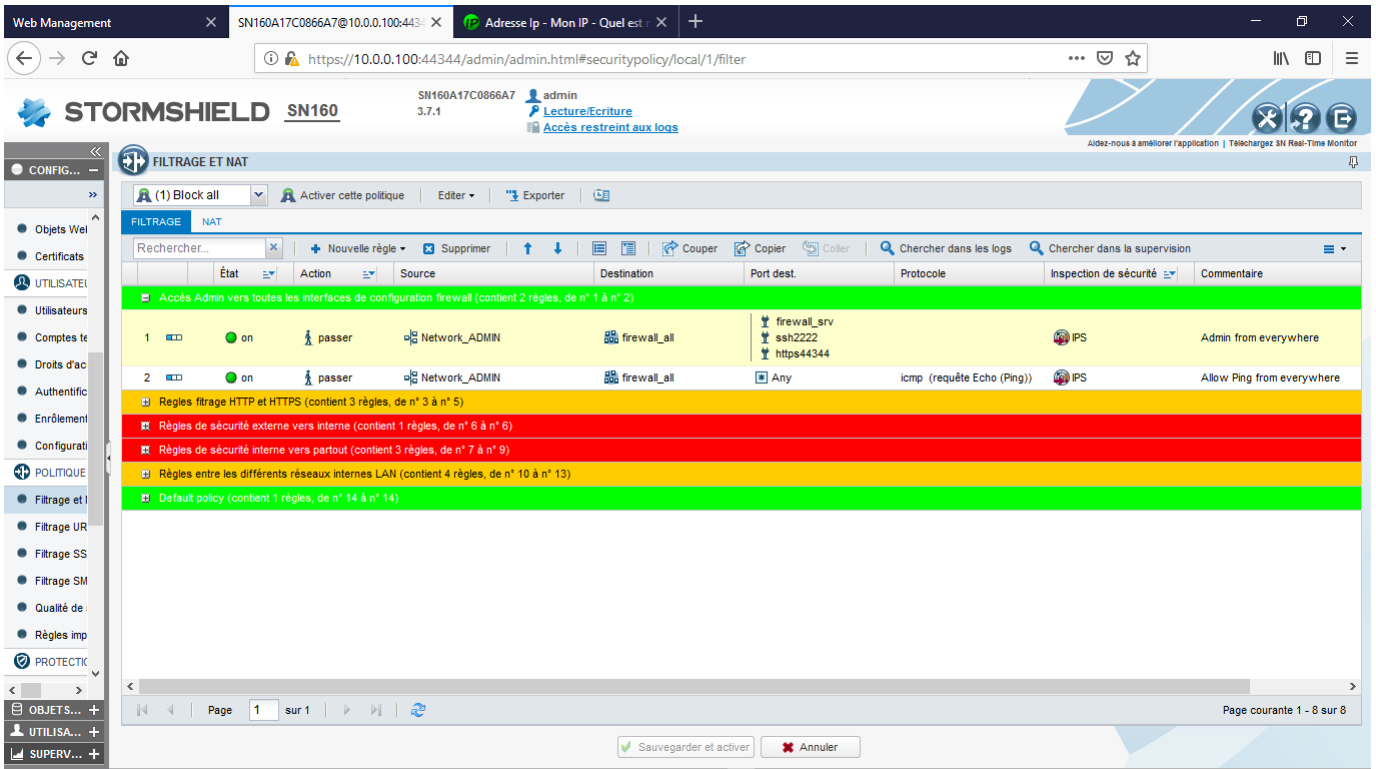 Web Management
SN160A17C0866A7@10.0.0.100:4434
Adresse Ip - Mon IP - Quel est
https://10.0.0.100:44344/admin/admin.html#securitypolicy/local/1/filter
STORMSHIELD SN160
SN160A17C0866A7
3.7.1
admin
Lecture/Ecriture
Accès restreint aux logs
Aidez-nous à améliorer l'application | Téléchargez SN Real-Time Monitor
CONFIG...
FILTRAGE ET NAT
(1) Block all Activer cette politique Editer Exporter
FILTRAGE NAT
Rechercher... Nouvelle règle Supprimer Couper Copier Coller Chercher dans les logs Chercher dans la supervision
État Action Source Destination Port dest. Protocole Inspection de sécurité Commentaire
Accès Admin vers toutes les interfaces de configuration firewall (contient 2 règles, de n° 1 à n° 2)
1 on passer Network_ADMIN firewall_all firewall_srv IPS Admin from everywhere
ssh2222
https44344
2 on passer Network_ADMIN firewall_all Any icmp (requête Echo (Ping)) IPS Allow Ping from everywhere
Regles fitrage HTTP et HTTPS (contient 3 règles, de n° 3 à n° 5)
Règles de sécurité externe vers interne (contient 1 règles, de n° 6 à n° 6)
Règles de sécurité interne vers partout (contient 3 règles, de n° 7 à n° 9)
Règles entre les différents réseaux internes LAN (contient 4 règles, de n° 10 à n° 13)
Default policy (contient 1 règles, de n° 14 à n° 14)
Objets Wel
Certificats
UTILISATEU
Utilisateurs
Comptes te
Droits d'ac
Authentific
Enrôlement
Configurati
POLITIQUE
Filtrage et
Filtrage UR
Filtrage SS
Filtrage SM
Qualité de
Règles imp
PROTECTIO
OBJETS...
UTILISA...
SUPERV...
Page 1 sur 1
Page courante 1 - 8 sur 8
Sauvegarder et activer Annuler